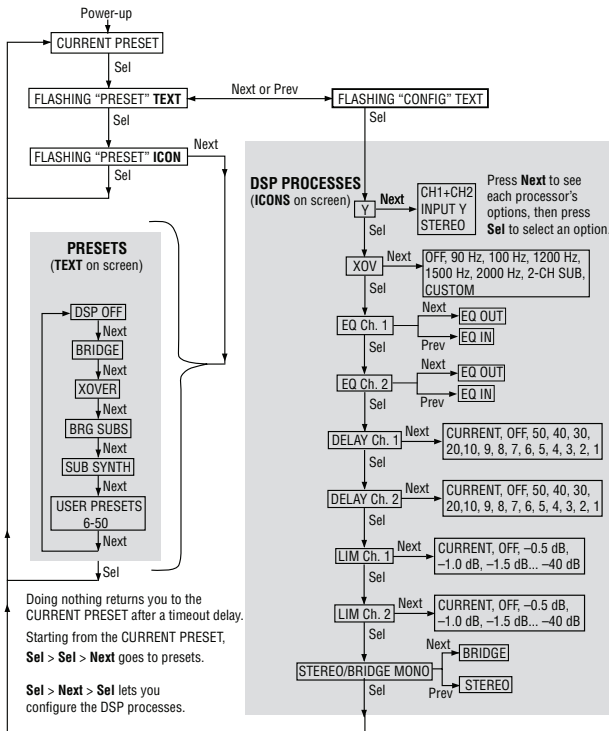 Power-up
CURRENT PRESET
Sel
FLASHING "PRESET" TEXT
Next or Prev
FLASHING "CONFIG" TEXT
Sel
Sel
FLASHING "PRESET" ICON
Next
Sel
DSP PROCESSES
(ICONS on screen)
Y
Next
CH1+CH2
INPUT Y
STEREO
Press Next to see
each processor's
options, then press
Sel to select an option.
Sel
XOV
Next
OFF, 90 Hz, 100 Hz, 1200 Hz,
1500 Hz, 2000 Hz, 2-CH SUB,
CUSTOM
Sel
EQ Ch. 1
Next
EQ OUT
Prev
EQ IN
Sel
EQ Ch. 2
Next
EQ OUT
Prev
EQ IN
Sel
DELAY Ch. 1
Next
CURRENT, OFF, 50, 40, 30,
20,10, 9, 8, 7, 6, 5, 4, 3, 2, 1
Sel
DELAY Ch. 2
Next
CURRENT, OFF, 50, 40, 30,
20,10, 9, 8, 7, 6, 5, 4, 3, 2, 1
Sel
LIM Ch. 1
Next
CURRENT, OFF, –0.5 dB,
–1.0 dB, –1.5 dB... –40 dB
Sel
LIM Ch. 2
Next
CURRENT, OFF, –0.5 dB,
–1.0 dB, –1.5 dB... –40 dB
Sel
STEREO/BRIDGE MONO
Next
BRIDGE
Prev
STEREO
Sel
PRESETS
(TEXT on screen)
DSP OFF
Next
BRIDGE
Next
XOVER
Next
BRG SUBS
Next
SUB SYNTH
Next
USER PRESETS
6-50
Next
Sel
Doing nothing returns you to the
CURRENT PRESET after a timeout delay.
Starting from the CURRENT PRESET,
Sel > Sel > Next goes to presets.
Sel > Next > Sel lets you
configure the DSP processes.